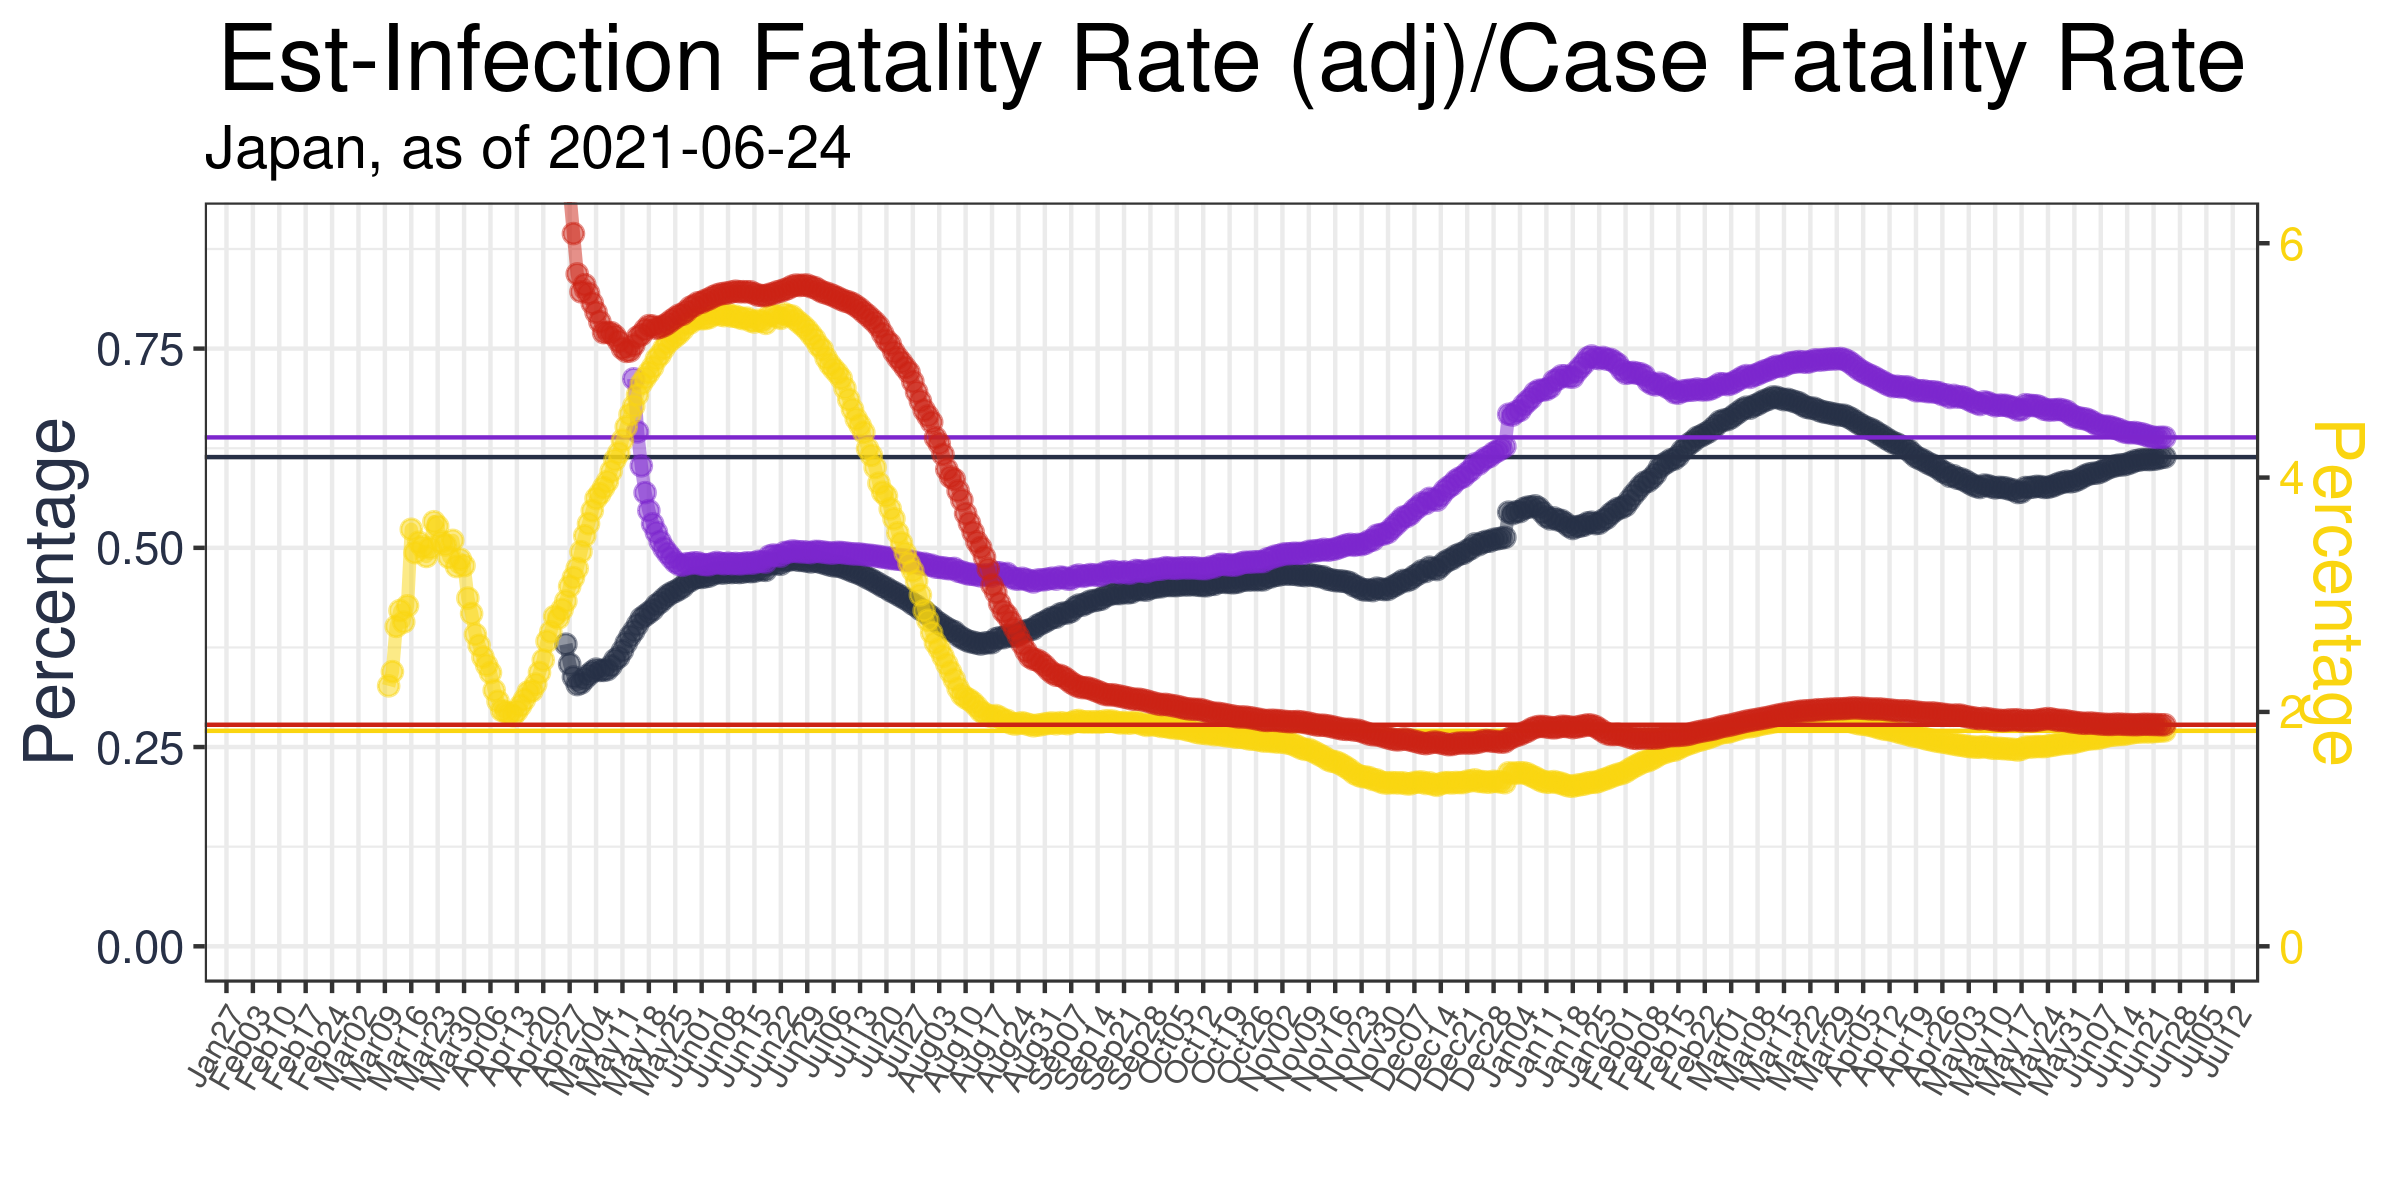 Est-Infection Fatality Rate (adj)/Case Fatality Rate
Japan, as of 2021-06-24
Percentage
0.75
0.50
0.25
0.00
6
4
2
0
Percentage
Jan27
Feb03
Feb10
Feb17
Feb24
Mar02
Mar09
Mar16
Mar23
Mar30
Apr06
Apr13
Apr20
Apr27
May04
May11
May18
May25
Jun01
Jun08
Jun15
Jun22
Jun29
Jul06
Jul13
Jul20
Jul27
Aug03
Aug10
Aug17
Aug24
Aug31
Sep07
Sep14
Sep21
Sep28
Oct05
Oct12
Oct19
Oct26
Nov02
Nov09
Nov16
Nov23
Nov30
Dec07
Dec14
Dec21
Dec28
Jan04
Jan11
Jan18
Jan25
Feb01
Feb08
Feb15
Feb22
Mar01
Mar08
Mar15
Mar22
Mar29
Apr05
Apr12
Apr19
Apr26
May03
May10
May17
May24
May31
Jun07
Jun14
Jun21
Jun28
Jul05
Jul12